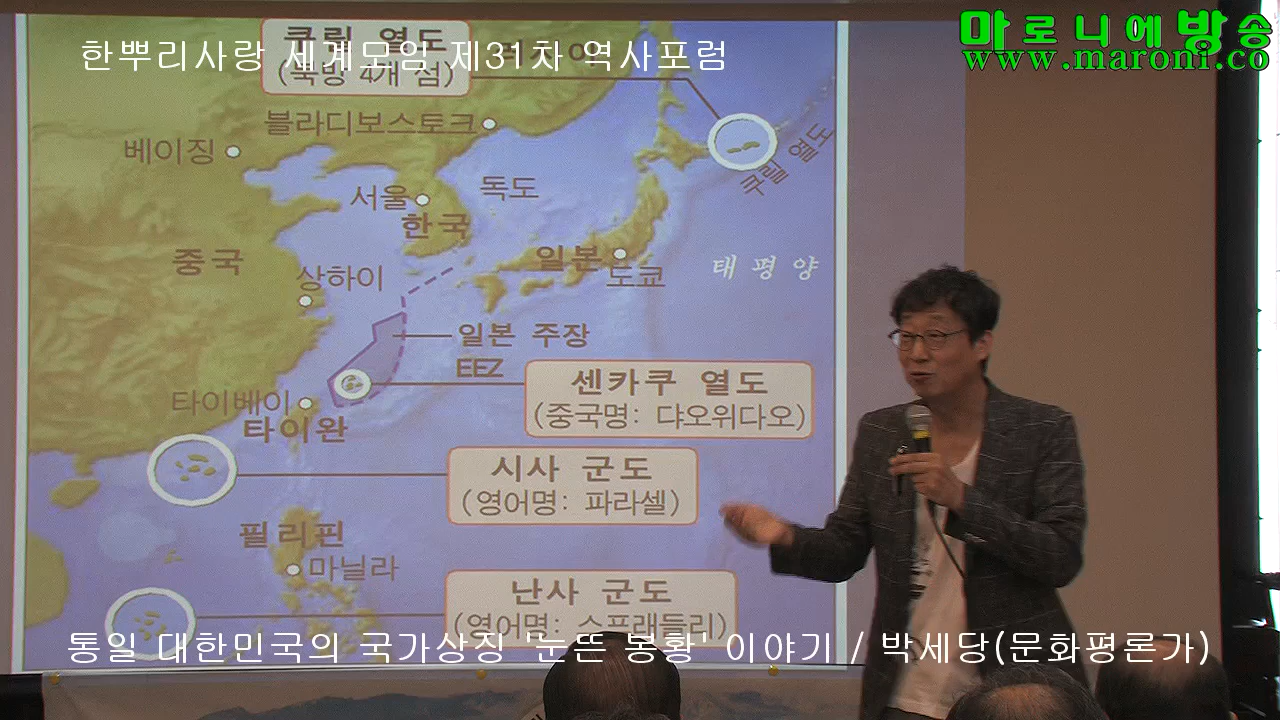 마로니에방송
www.maroni.co
한뿌리사랑 세계모임 제31차 역사포럼
쿠릴 열도
(북방 4개 섬)
블라디보스토크
베이징
쿠릴 열도
서울
독도
한국
중국
일본
도쿄
태평양
상하이
일본 주장
EEZ
센카쿠 열도
(중국명: 댜오위다오)
타이베이
타이완
시사 군도
(영어명: 파라셀)
필리핀
마닐라
난사 군도
(영어명: 스프래틀리)
통일 대한민국의 국가상징 '눈뜬 봉황' 이야기 / 박세당(문화평론가)